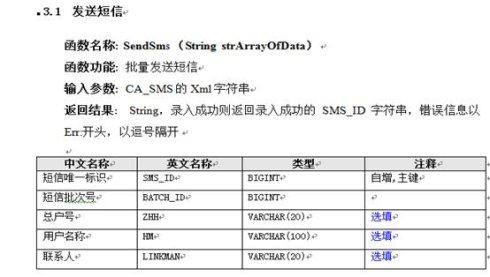 3.1 发送短信
函数名称: SendSms（String strArrayOfData）
函数功能: 批量发送短信
输入参数: CA_SMS 的 Xml 字符串
返回结果: String，录入成功则返回录入成功的 SMS_ID 字符串，错误信息以
Err:开头，以逗号隔开
中文名称 英文名称 类型 注释
短信唯一标识 SMS_ID BIGINT 自增,主键
短信批次号 BATCH_ID BIGINT
总户号 ZHH VARCHAR(20) 选填
用户名称 HM VARCHAR(100) 选填
联系人 LINKMAN VARCHAR(20) 选填